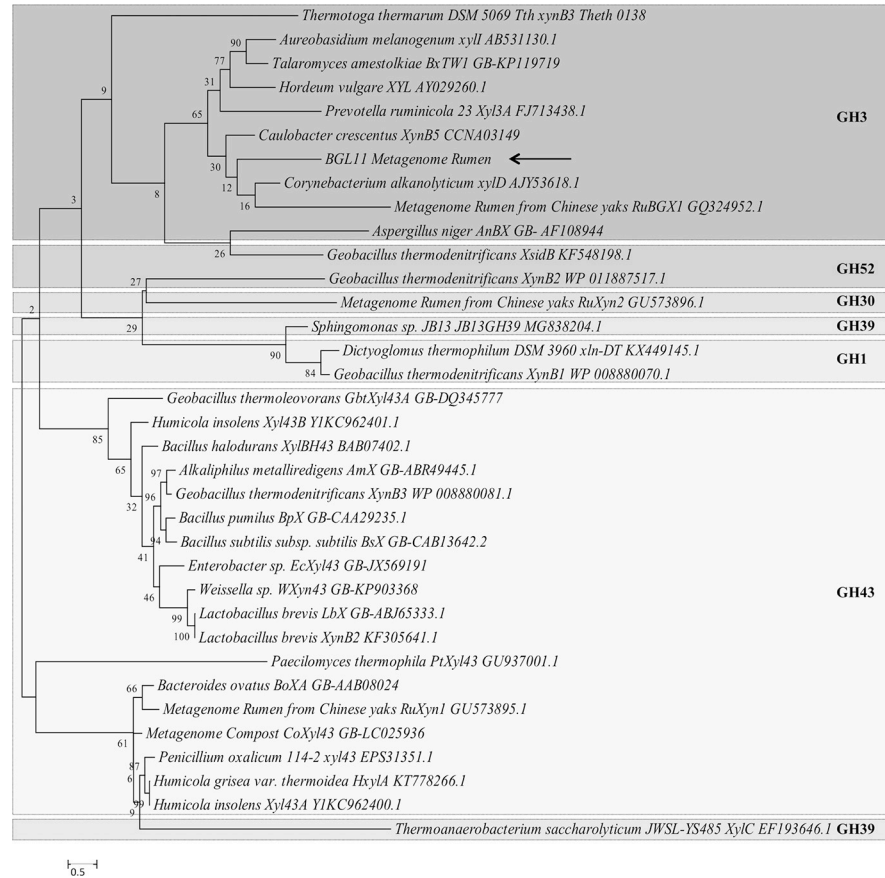 Thermotoga thermarum DSM 5069 Tth xynB3 Theth 0138
Aureobasidium melanogenum xylI AB531130.1
90
Talaromyces amestolkiae BxTW1 GB-KP119719
77
Hordeum vulgare XYL AY029260.1
31
9
Prevotella ruminicola 23 Xyl3A FJ713438.1
65
GH3
Caulobacter crescentus XynB5 CCNA03149
BGL11 Metagenome Rumen
30
Corynebacterium alkanolyticum xylD AJY53618.1
12
8
3
Metagenome Rumen from Chinese yaks RuBGX1 GQ324952.1
16
Aspergillus niger AnBX GB- AF108944
Geobacillus thermodenitrificans XsidB KF548198.1
26
GH52
Geobacillus thermodenitrificans XynB2 WP 011887517.1
27
Metagenome Rumen from Chinese yaks RuXyn2 GU573896.1 GH30
2
Sphingomonas sp. JB13 JB13GH39 MG838204.1 GH39
29
Dictyoglomus thermophilum DSM 3960 xln-DT KX449145.1
90
GH1
Geobacillus thermodenitrificans XynB1 WP 008880070.1
84
Geobacillus thermoleovorans GbtXyl43A GB-DQ345777
Humicola insolens Xyl43B Y1KC962401.1
85
Bacillus halodurans XylBH43 BAB07402.1
65
Alkaliphilus metalliredigens AmX GB-ABR49445.1
97
Geobacillus thermodenitrificans XynB3 WP 008880081.1
96
32
Bacillus pumilus BpX GB-CAA29235.1
Bacillus subtilis subsp. subtilis BsX GB-CAB13642.2
94
41
Enterobacter sp. EcXyl43 GB-JX569191
Weissella sp. WXyn43 GB-KP903368
46
GH43
Lactobacillus brevis LbX GB-ABJ65333.1
99
Lactobacillus brevis XynB2 KF305641.1
100
Paecilomyces thermophila PtXyl43 GU937001.1
Bacteroides ovatus BoXA GB-AAB08024
66
Metagenome Rumen from Chinese yaks RuXyn1 GU573895.1
Metagenome Compost CoXyl43 GB-LC025936
61
Penicillium oxalicum 114-2 xyl43 EPS31351.1
87
6
Humicola grisea var. thermoidea HxylA KT778266.1
Humicola insolens Xyl43A Y1KC962400.1
99
9
Thermoanaerobacterium saccharolyticum JWSL-YS485 XylC EF193646.1 GH39
0.5